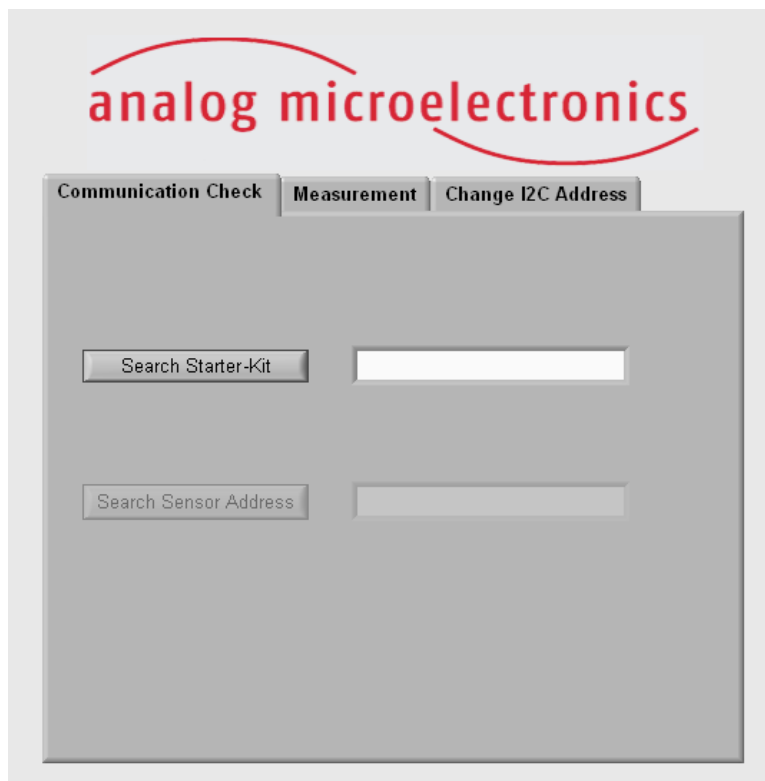 analog microelectronics
Communication Check
Measurement
Change I2C Address
Search Starter-Kit
Search Sensor Address